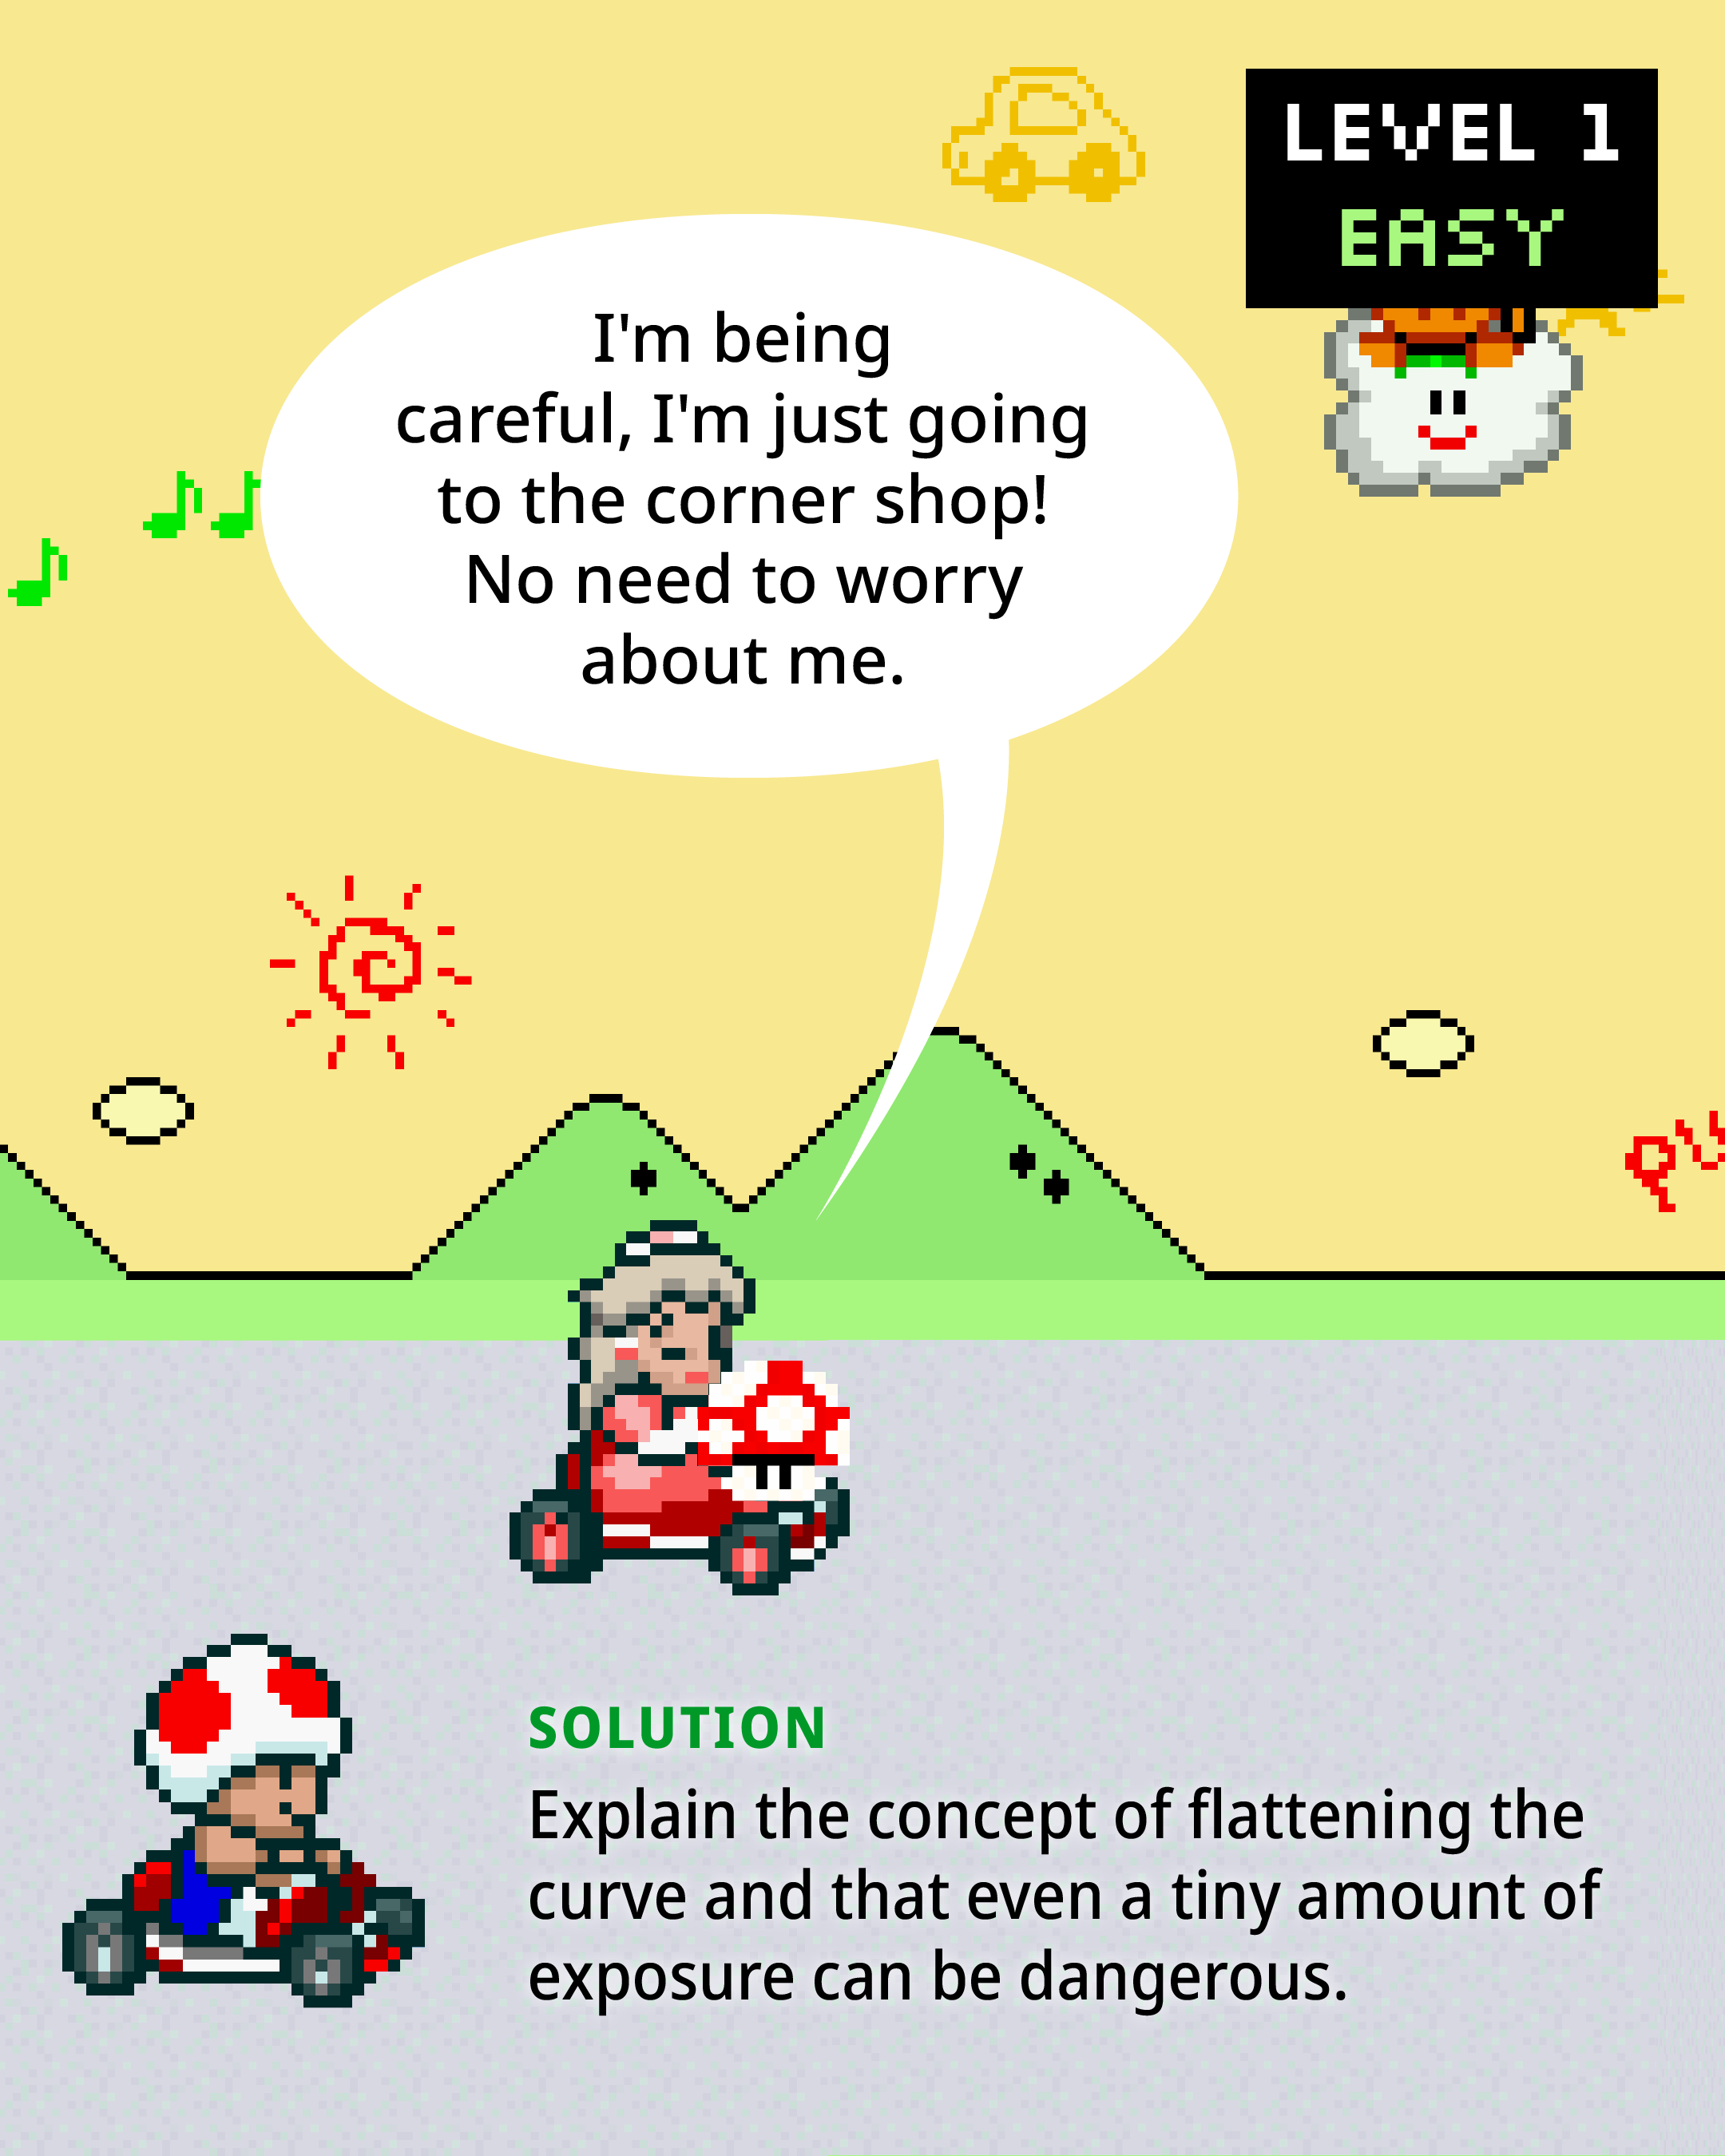 LEVEL 1
EASY
I'm being
careful, I'm just going
to the corner shop!
No need to worry
about me.
SOLUTION
Explain the concept of flattening the
curve and that even a tiny amount of
exposure can be dangerous.